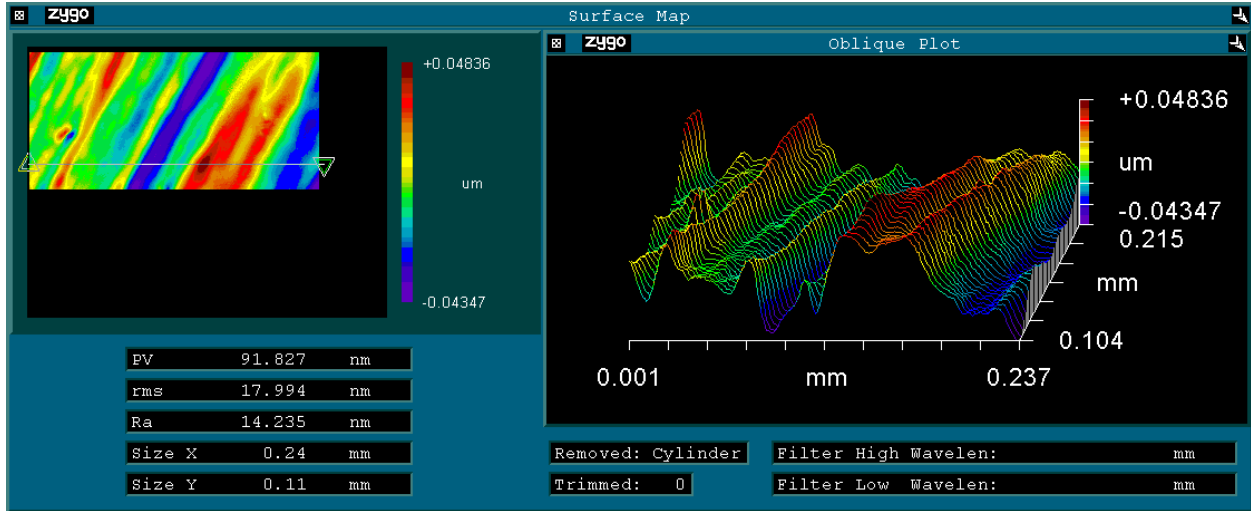 zygo Surface Map
+0.04836
um
-0.04347
zygo Oblique Plot
+0.04836
um
-0.04347
0.215
mm
0.104
0.001 mm 0.237
PV 91.827 nm
rms 17.994 nm
Ra 14.235 nm
Size X 0.24 mm
Size Y 0.11 mm
Removed: Cylinder
Trimmed: 0
Filter High Wavelen: mm
Filter Low Wavelen: mm